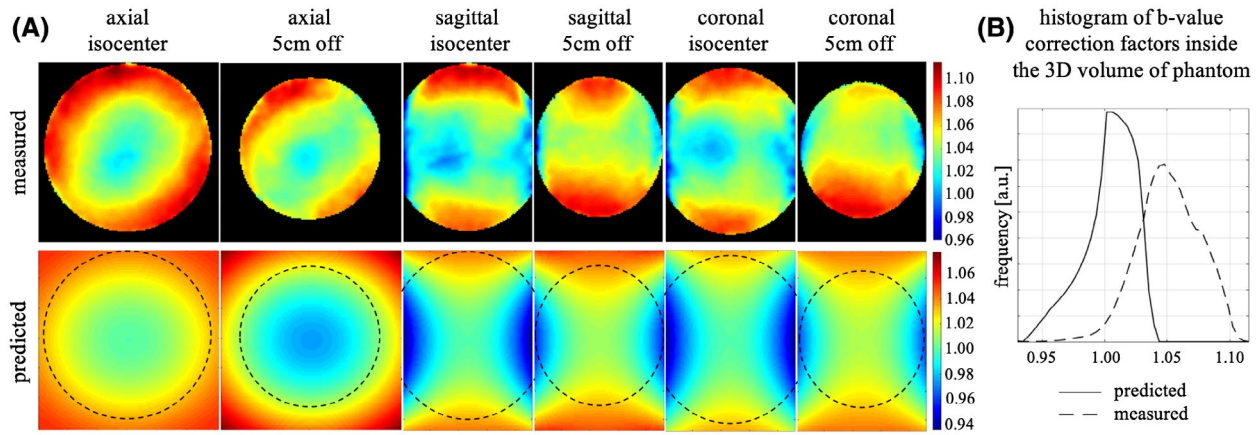 (A)
axial
isocenter
axial
5cm off
sagittal
isocenter
sagittal
5cm off
coronal
isocenter
coronal
5cm off
measured
1.10
1.08
1.06
1.04
1.02
1.00
0.98
0.96
predicted
1.06
1.04
1.02
1.00
0.98
0.96
0.94
(B)
histogram of b-value
correction factors inside
the 3D volume of phantom
frequency [a.u.]
0.95
1.00
1.05
1.10
predicted
measured